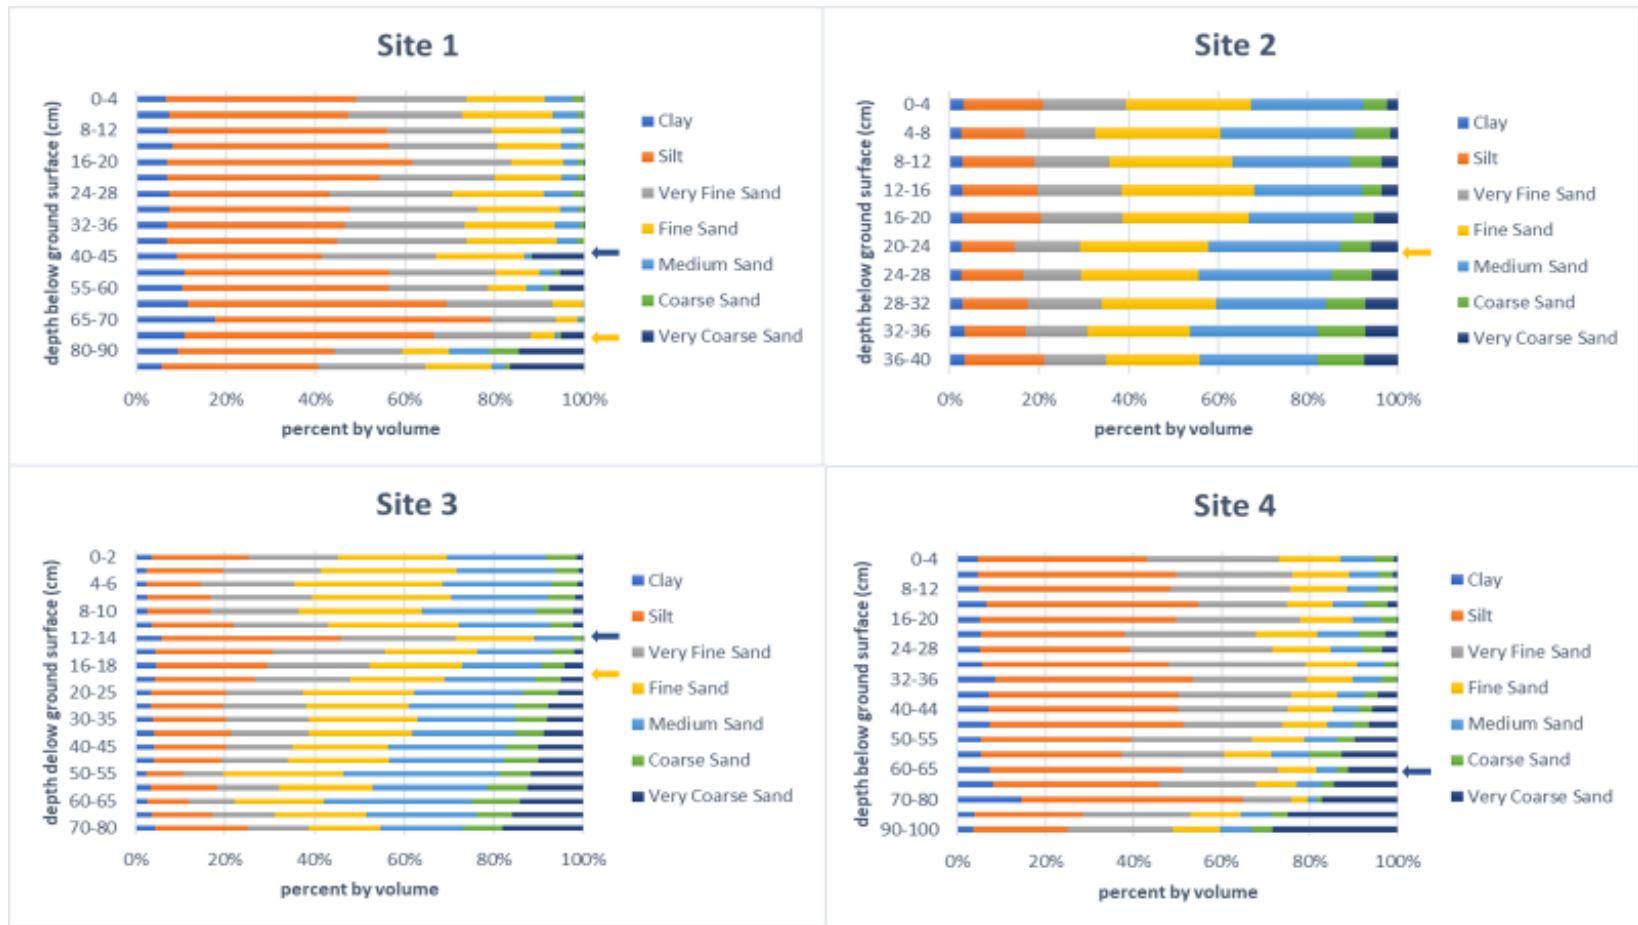 Site 1
depth below ground surface (cm)
0-4
8-12
16-20
24-28
32-36
40-45
55-60
65-70
80-90
0% 20% 40% 60% 80% 100%
percent by volume
Clay
Silt
Very Fine Sand
Fine Sand
Medium Sand
Coarse Sand
Very Coarse Sand
Site 2
depth below ground surface (cm)
0-4
4-8
8-12
12-16
16-20
20-24
24-28
28-32
32-36
36-40
0% 20% 40% 60% 80% 100%
percent by volume
Clay
Silt
Very Fine Sand
Fine Sand
Medium Sand
Coarse Sand
Very Coarse Sand
Site 3
depth delow ground surface (cm)
0-2
4-6
8-10
12-14
16-18
20-25
30-35
40-45
50-55
60-65
70-80
0% 20% 40% 60% 80% 100%
percent by volume
Clay
Silt
Very Fine Sand
Fine Sand
Medium Sand
Coarse Sand
Very Coarse Sand
Site 4
depth below ground surface (cm)
0-4
8-12
16-20
24-28
32-36
40-44
50-55
60-65
70-80
90-100
0% 20% 40% 60% 80% 100%
percent by volume
Clay
Silt
Very Fine Sand
Fine Sand
Medium Sand
Coarse Sand
Very Coarse Sand